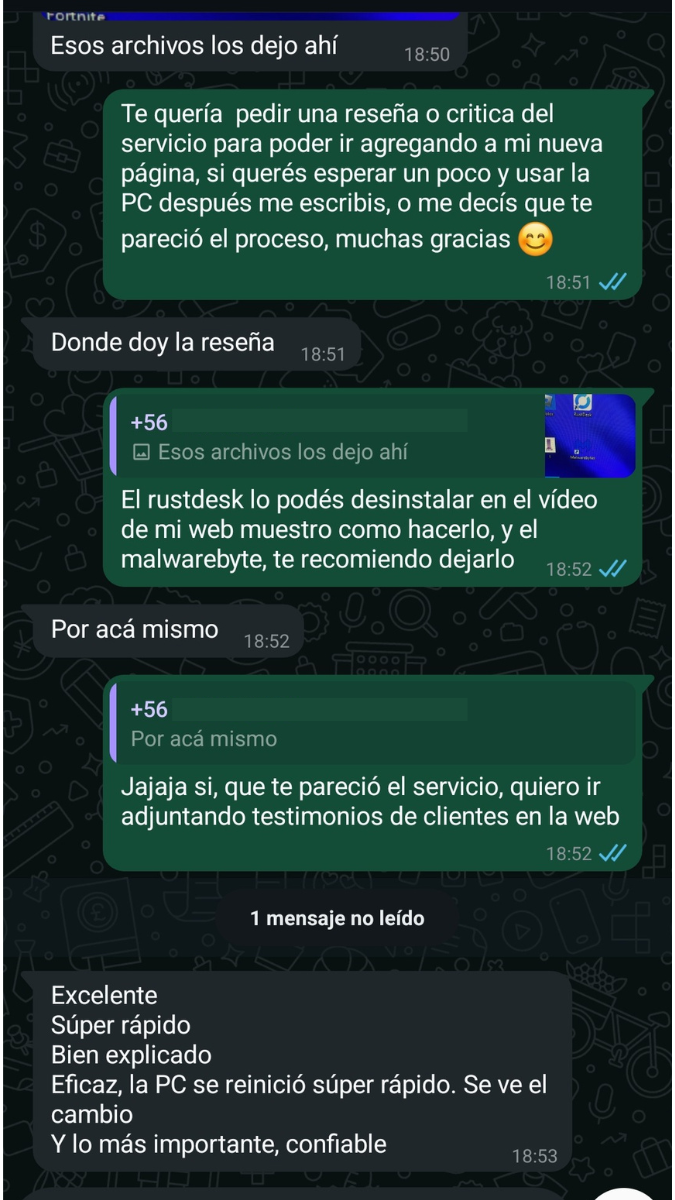 Fortnite
Esos archivos los dejo ahí
18:50
Te quería pedir una reseña o critica del
servicio para poder ir agregando a mi nueva
página, si querés esperar un poco y usar la
PC después me escribis, o me decís que te
pareció el proceso, muchas gracias 😊
18:51
Donde doy la reseña
18:51
+56
Esos archivos los dejo ahí
El rustdesk lo podés desinstalar en el vídeo
de mi web muestro como hacerlo, y el
malwarebyte, te recomiendo dejarlo
18:52
Por acá mismo
18:52
+56
Por acá mismo
Jajaja si, que te pareció el servicio, quiero ir
adjuntando testimonios de clientes en la web
18:52
1 mensaje no leído
Excelente
Súper rápido
Bien explicado
Eficaz, la PC se reinició súper rápido. Se ve el
cambio
Y lo más importante, confiable
18:53